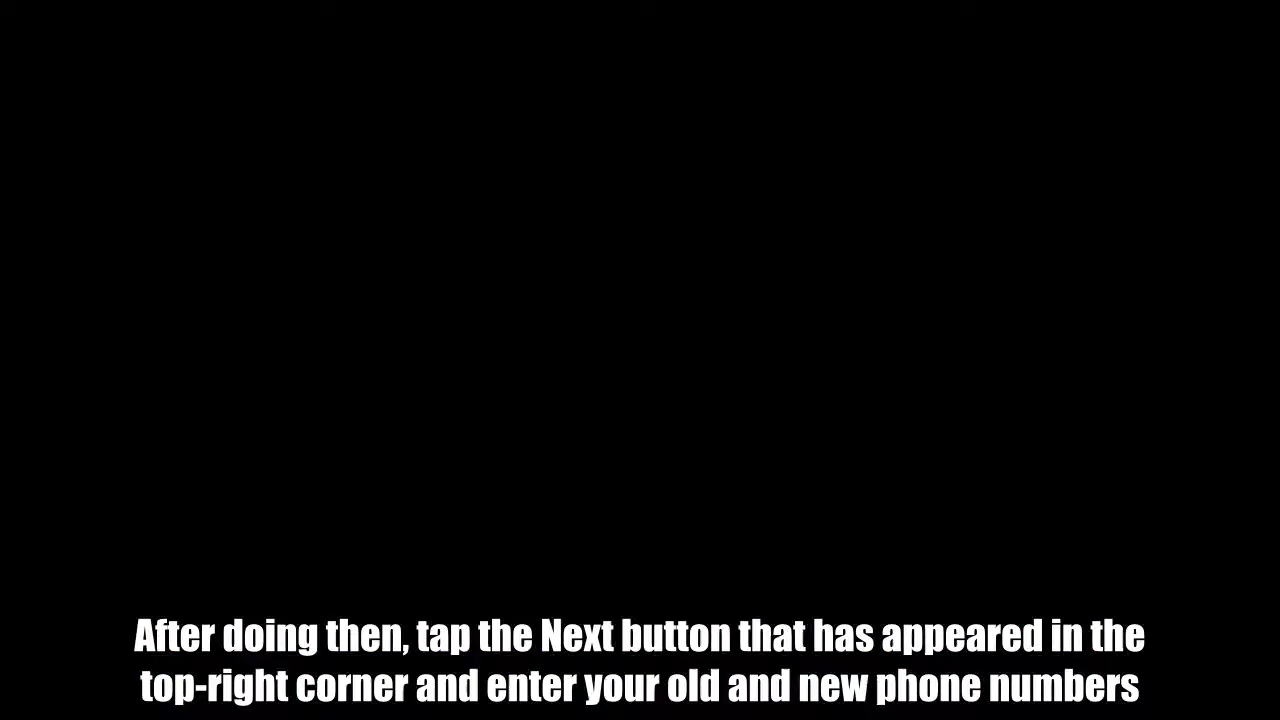 After doing then, tap the Next button that has appeared in the
top-right corner and enter your old and new phone numbers